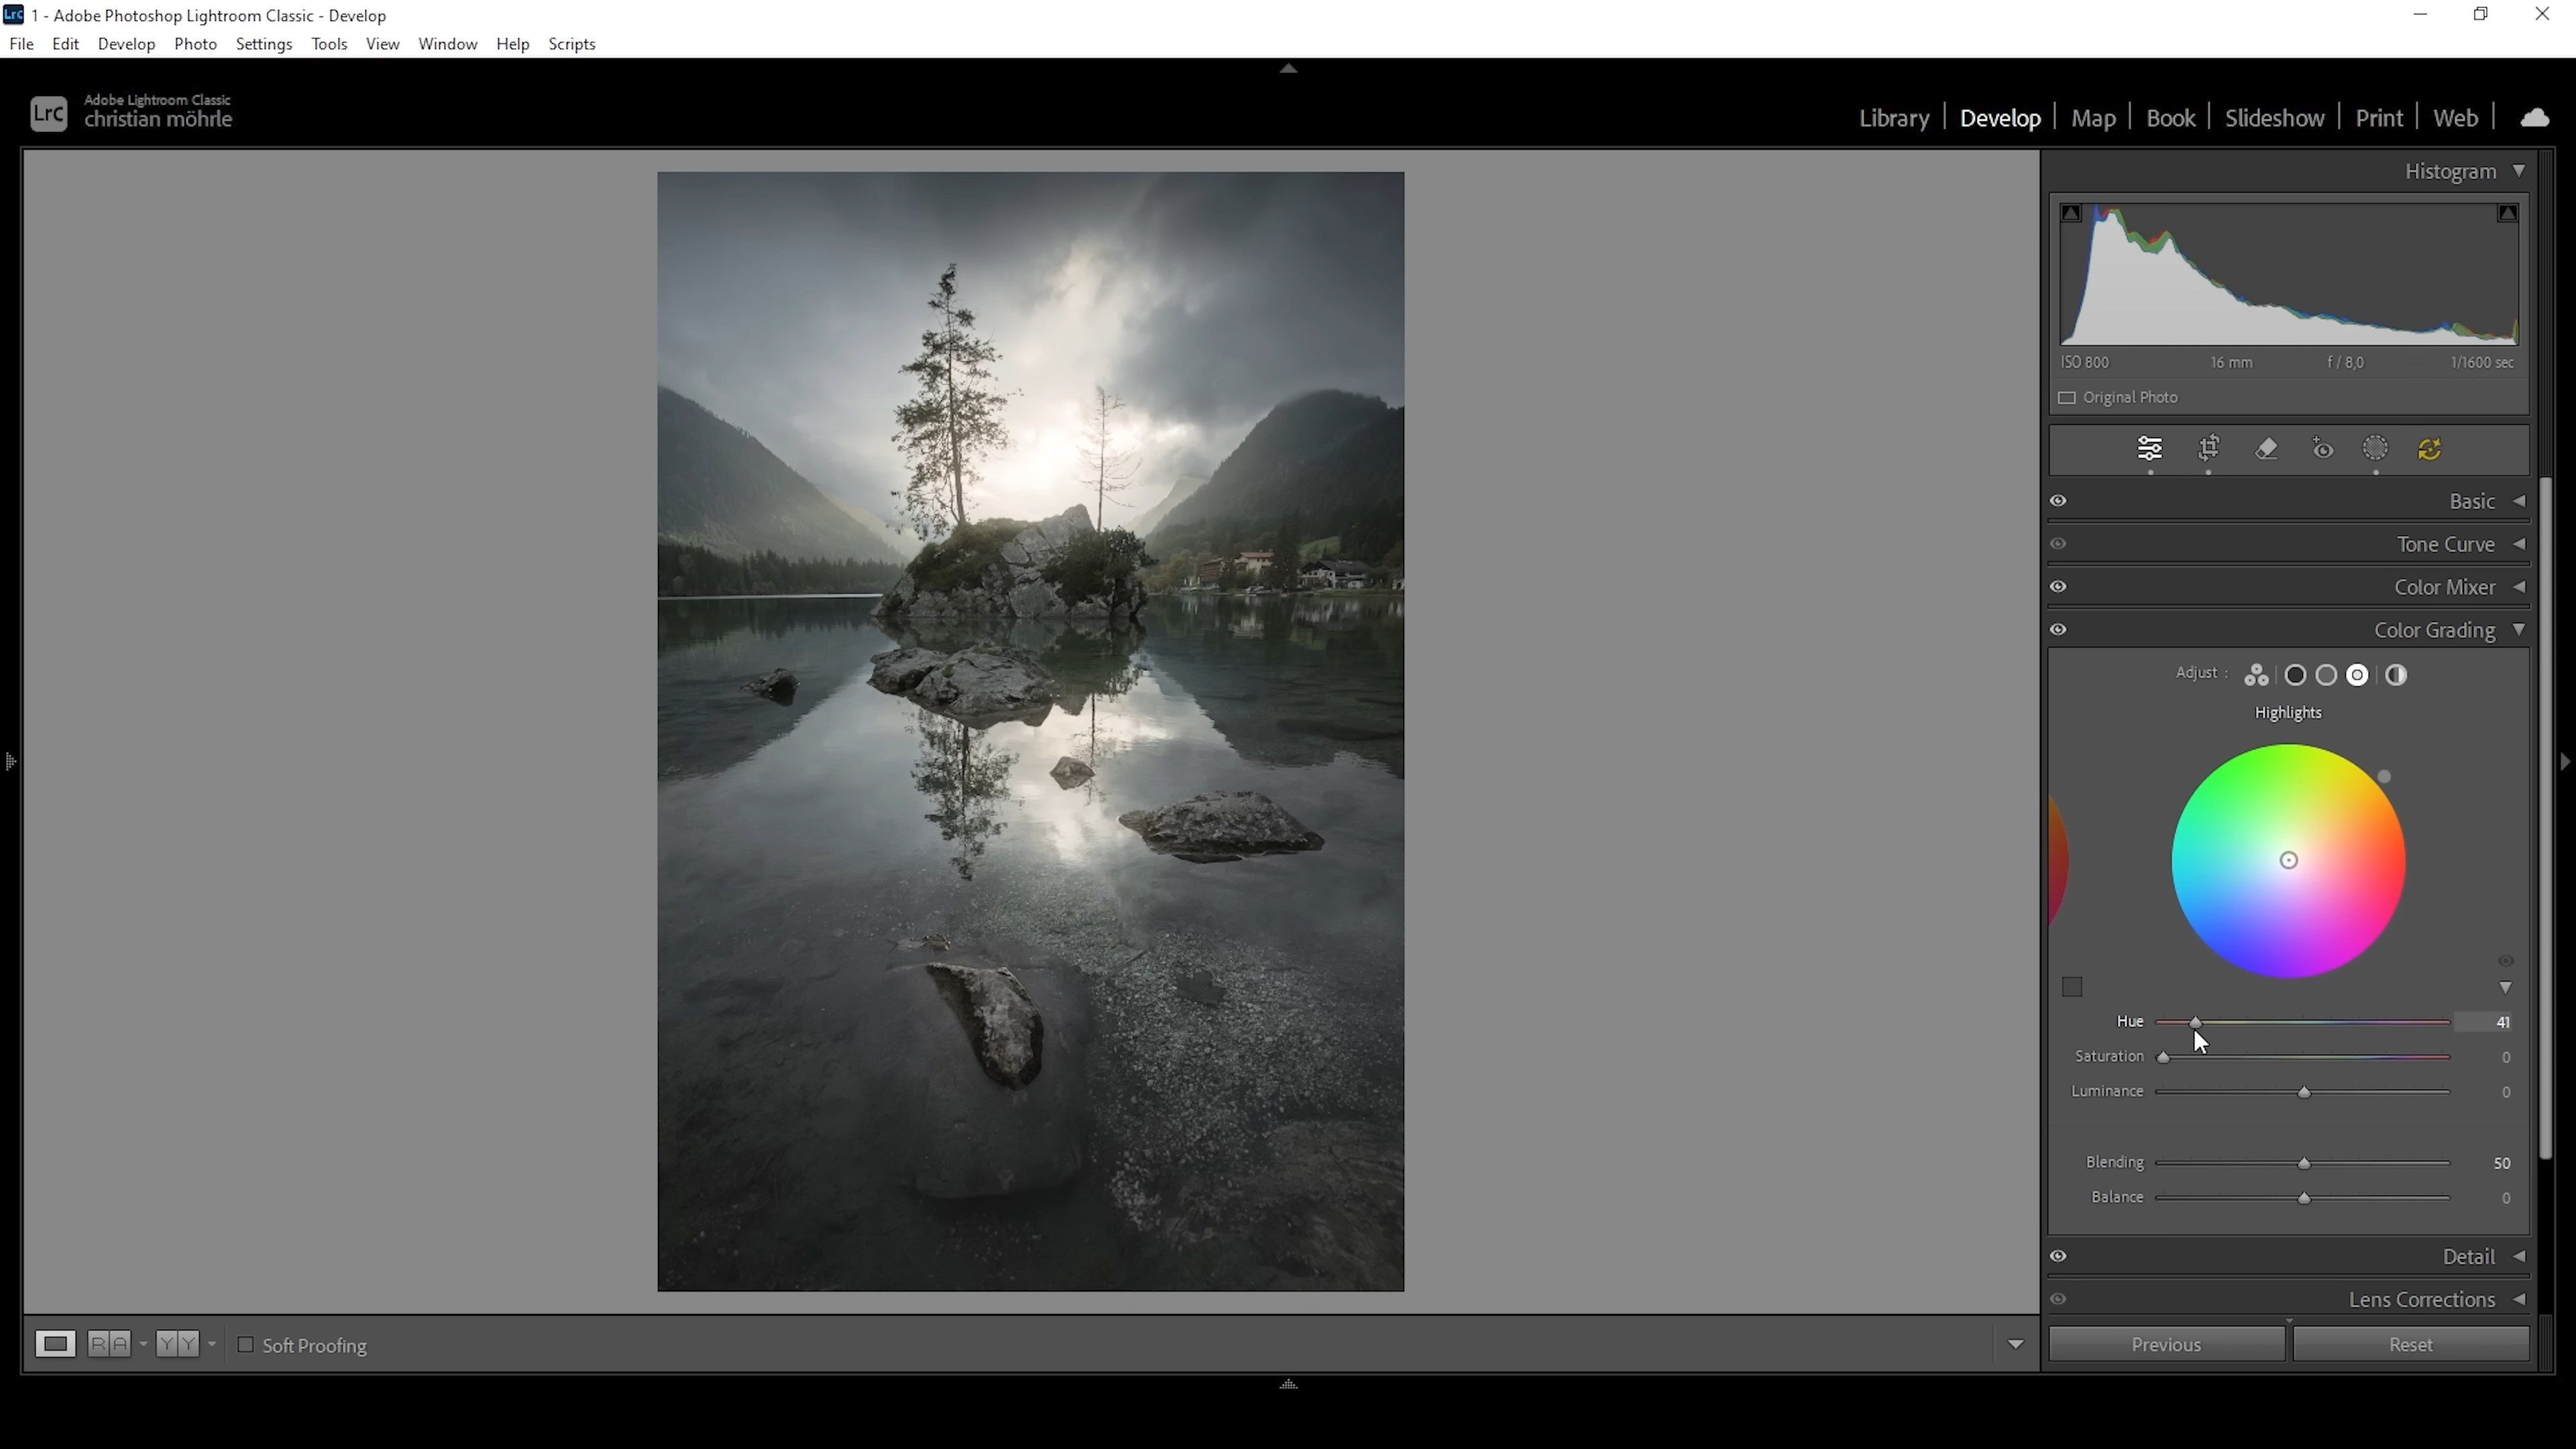 Lrc 1 - Adobe Photoshop Lightroom Classic - Develop
File Edit Develop Photo Settings Tools View Window Help Scripts
Lrc
Adobe Lightroom Classic
christian möhrle
Library | Develop | Map | Book | Slideshow | Print | Web |
Histogram
ISO 800 16 mm f / 8,0 1/1600 sec
Original Photo
Basic
Tone Curve
Color Mixer
Color Grading
Adjust :
Highlights
Hue 41
Saturation 0
Luminance 0
Blending 50
Balance 0
Detail
Lens Corrections
R A Y Y Soft Proofing
Previous Reset